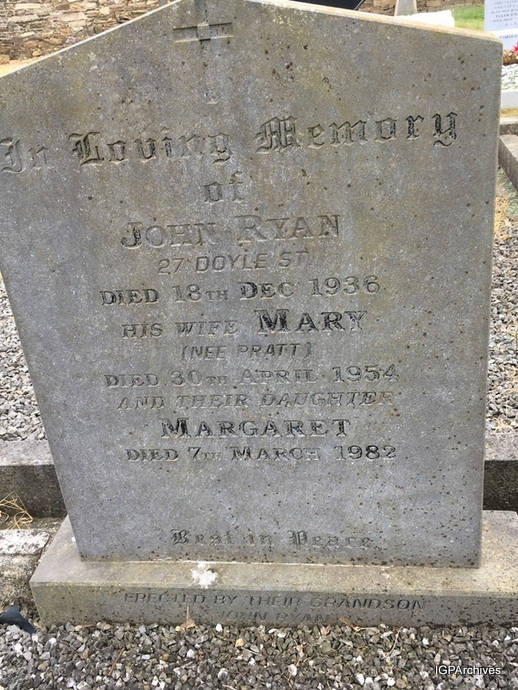 In Loving Memory
of
JOHN RYAN
27 DOYLE ST
DIED 18TH DEC 1936
HIS WIFE MARY
(NEE PRATT)
DIED 30TH APRIL 1954
AND THEIR DAUGHTER
MARGARET
DIED 7TH MARCH 1982
Rest in Peace
ERECTED BY THEIR GRANDSON
JOHN RYAN
IGPArchives